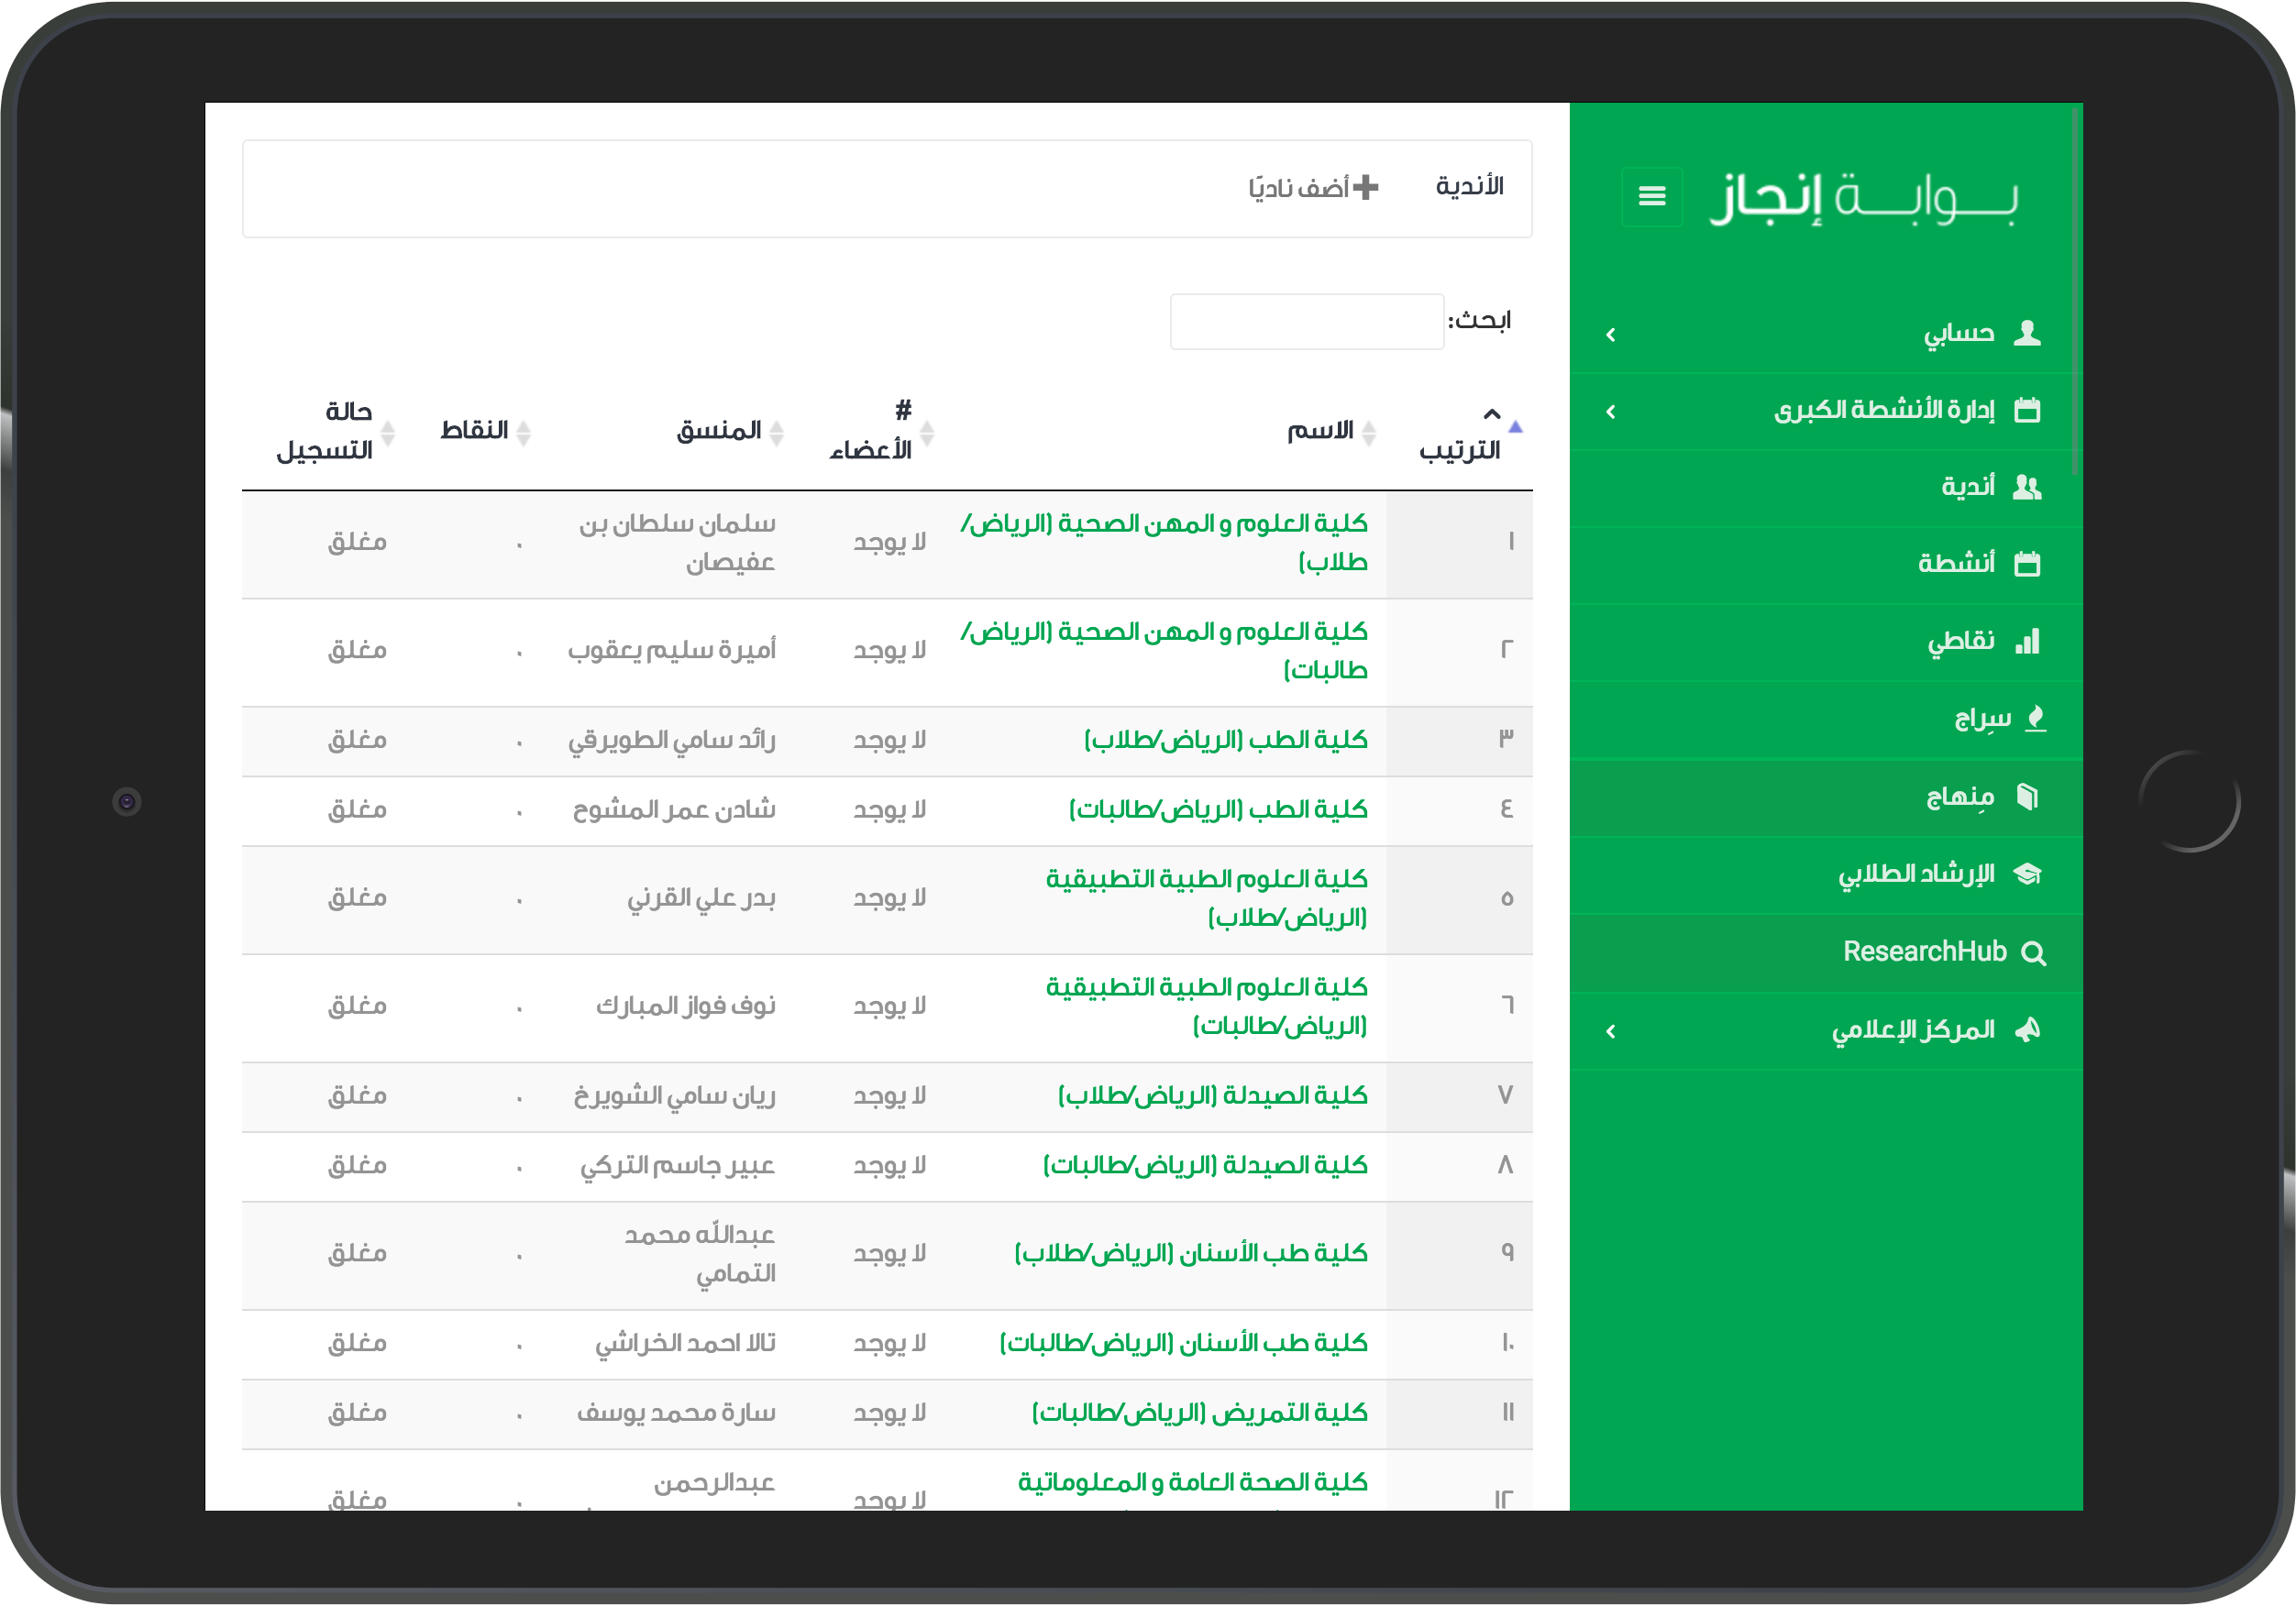 بوابة إنجاز
حسابي
إدارة الأنشطة الكبرى
أندية
أنشطة
نقاطي
سِراج
مِنهاج
الإرشاد الطلابي
ResearchHub
المركز الإعلامي
الأندية أضف ناديًا
ابحث:
^ الترتيب الاسم # الأعضاء المنسق النقاط حالة التسجيل
١ كلية العلوم و المهن الصحية (الرياض/ لا يوجد سلمان سلطان بن ٠ مغلق
طلاب) عفيصان
٢ كلية العلوم و المهن الصحية (الرياض/ لا يوجد أميرة سليم يعقوب ٠ مغلق
طالبات)
٣ كلية الطب (الرياض/طلاب) لا يوجد رائد سامي الطويرقي ٠ مغلق
٤ كلية الطب (الرياض/طالبات) لا يوجد شادن عمر المشوح ٠ مغلق
٥ كلية العلوم الطبية التطبيقية لا يوجد بدر علي القرني ٠ مغلق
(الرياض/طلاب)
٦ كلية العلوم الطبية التطبيقية لا يوجد نوف فواز المبارك ٠ مغلق
(الرياض/طالبات)
٧ كلية الصيدلة (الرياض/طلاب) لا يوجد ريان سامي الشويرخ ٠ مغلق
٨ كلية الصيدلة (الرياض/طالبات) لا يوجد عبير جاسم التركي ٠ مغلق
٩ كلية طب الأسنان (الرياض/طلاب) لا يوجد عبدالله محمد ٠ مغلق
التمامي
١٠ كلية طب الأسنان (الرياض/طالبات) لا يوجد تالا احمد الخراشي ٠ مغلق
١١ كلية التمريض (الرياض/طالبات) لا يوجد سارة محمد يوسف ٠ مغلق
١٢ كلية الصحة العامة و المعلوماتية لا يوجد عبدالرحمن ٠ مغلق